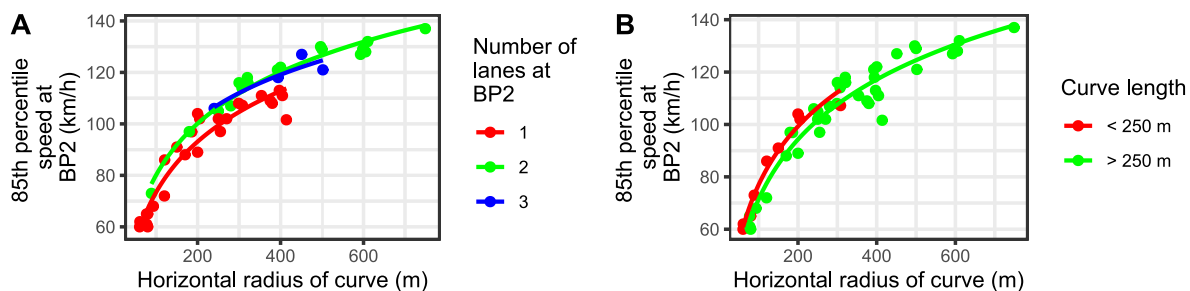 A
85th percentile
speed at
BP2 (km/h)
140
120
100
80
60
200
400
600
Horizontal radius of curve (m)
Number of
lanes at
BP2
1
2
3
B
85th percentile
speed at
BP2 (km/h)
140
120
100
80
60
200
400
600
Horizontal radius of curve (m)
Curve length
< 250 m
> 250 m